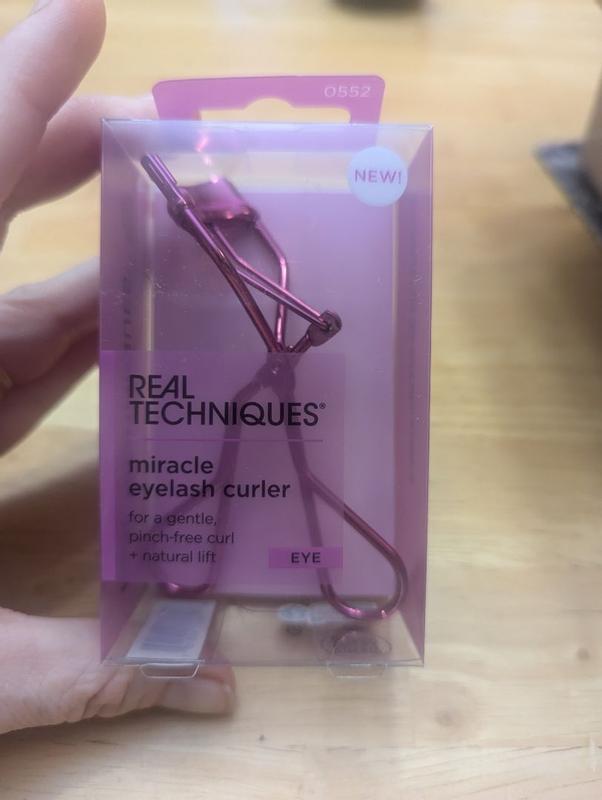 0552
NEW!
REAL
TECHNIQUES®
miracle
eyelash curler
for a gentle,
pinch-free curl
+ natural lift
EYE